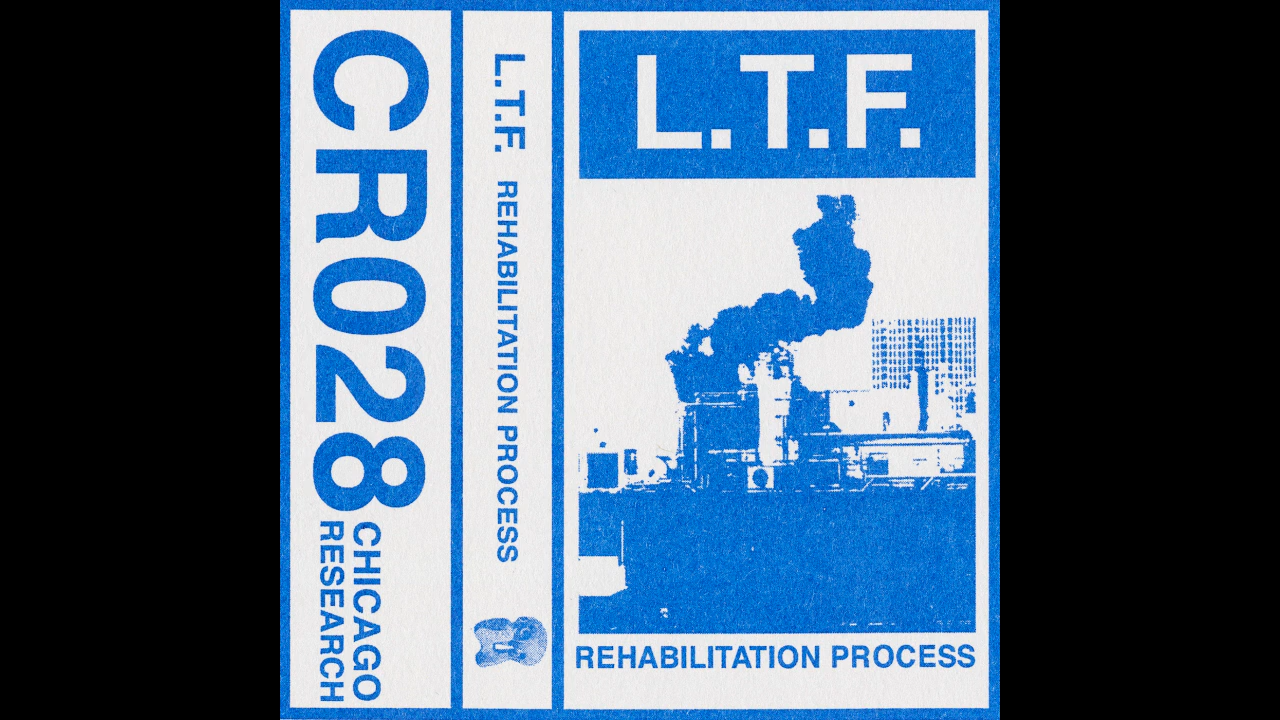 CR028
CHICAGO
RESEARCH
L.T.F. REHABILITATION PROCESS
L.T.F.
REHABILITATION PROCESS